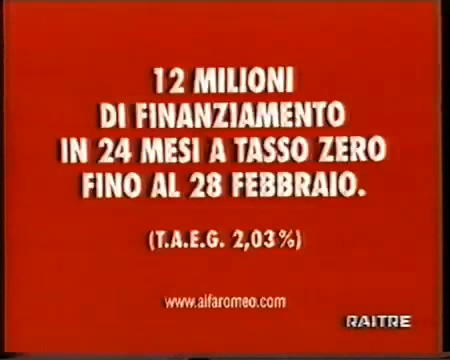 12 MILIONI
DI FINANZIAMENTO
IN 24 MESI A TASSO ZERO
FINO AL 28 FEBBRAIO.
(T.A.E.G. 2,03%)
www.alfaromeo.com
RAITRE